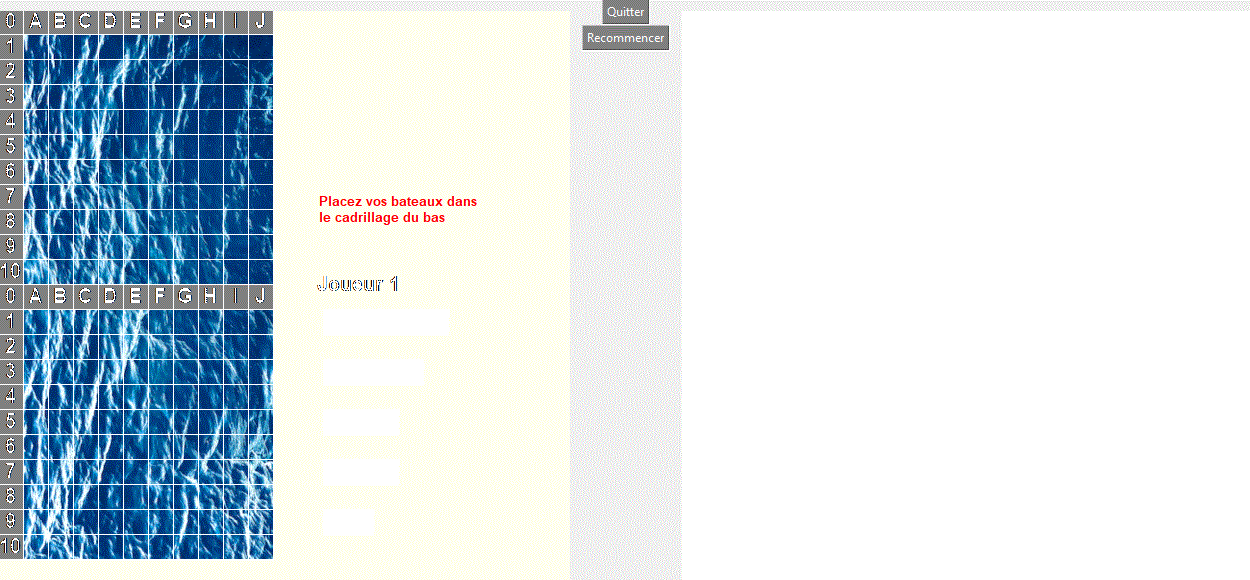 Quitter
Recommencer
0 A B C D E F G H I J
1
2
3
4
5
6
7
8
9
10
Placez vos bateaux dans
le cadrillage du bas
Joueur 1
0 A B C D E F G H I J
1
2
3
4
5
6
7
8
9
10